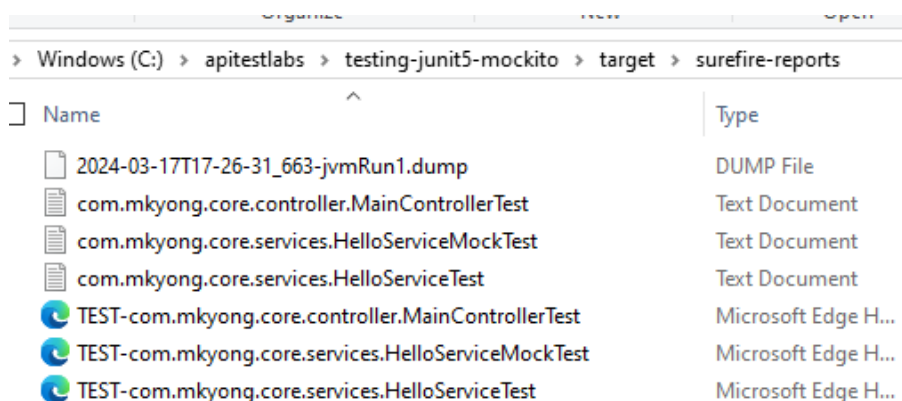 Organize New Open
> Windows (C:) > apitestlabs > testing-junit5-mockito > target > surefire-reports
Name Type
2024-03-17T17-26-31_663-jvmRun1.dump DUMP File
com.mkyong.core.controller.MainControllerTest Text Document
com.mkyong.core.services.HelloServiceMockTest Text Document
com.mkyong.core.services.HelloServiceTest Text Document
TEST-com.mkyong.core.controller.MainControllerTest Microsoft Edge H...
TEST-com.mkyong.core.services.HelloServiceMockTest Microsoft Edge H...
TEST-com.mkyong.core.services.HelloServiceTest Microsoft Edge H...